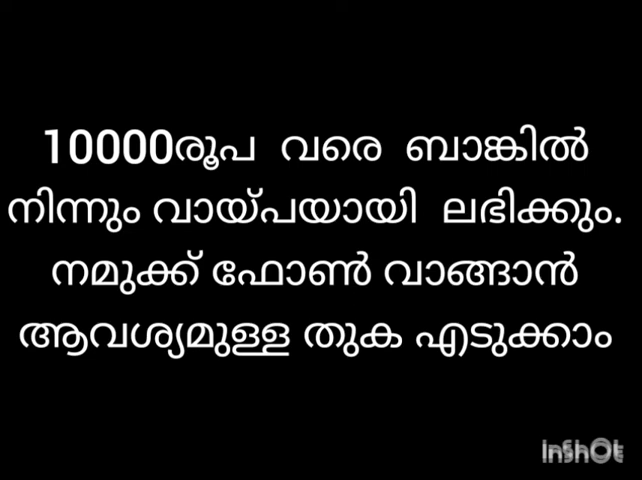 10000രൂപ വരെ ബാങ്കിൽ
നിന്നും വായ്പയായി ലഭിക്കും.
നമുക്ക് ഫോൺ വാങ്ങാൻ
ആവശ്യമുള്ള തുക എടുക്കാം
InShOt